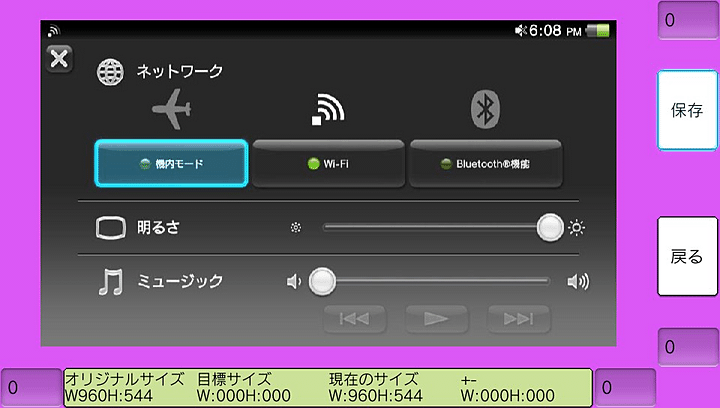 6:08 PM
0
ネットワーク
保存
機内モード
Wi-Fi
Bluetooth®機能
明るさ
戻る
ミュージック
0
0
オリジナルサイズ 目標サイズ 現在のサイズ +-
W960H:544 W:000H:000 W:960H:544 W:000H:000
0